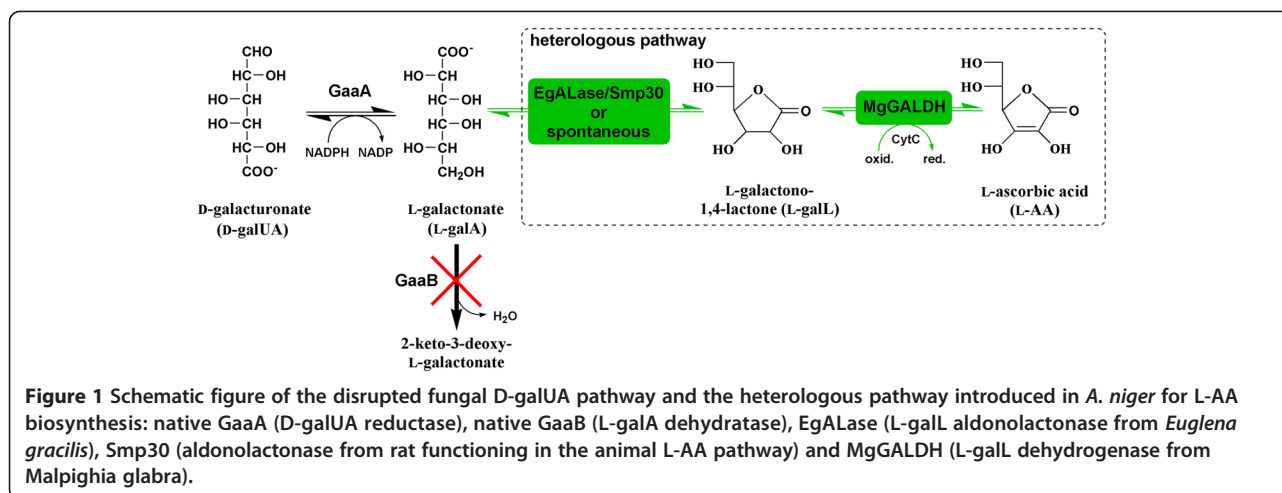 heterologous pathway
CHO
HC—OH
HO—CH
HO—CH
HC—OH
COO⁻
GaaA
NADPH NADP
COO⁻
HO—CH
HC—OH
HC—OH
HO—CH
CH₂OH
EgALase/Smp30
or
spontaneous
HO
HO
O
O
HO OH
MgGALDH
CytC
oxid. red.
HO
HO
O
O
HO OH
D-galacturonate
(D-galUA)
L-galactonate
(L-galA)
L-galactono-
1,4-lactone (L-galL)
L-ascorbic acid
(L-AA)
GaaB
H₂O
2-keto-3-deoxy-
L-galactonate
Figure 1 Schematic figure of the disrupted fungal D-galUA pathway and the heterologous pathway introduced in A. niger for L-AA
biosynthesis: native GaaA (D-galUA reductase), native GaaB (L-galA dehydratase), EgALase (L-galL aldonolactonase from Euglena
gracilis), Smp30 (aldonolactonase from rat functioning in the animal L-AA pathway) and MgGALDH (L-galL dehydrogenase from
Malpighia glabra).